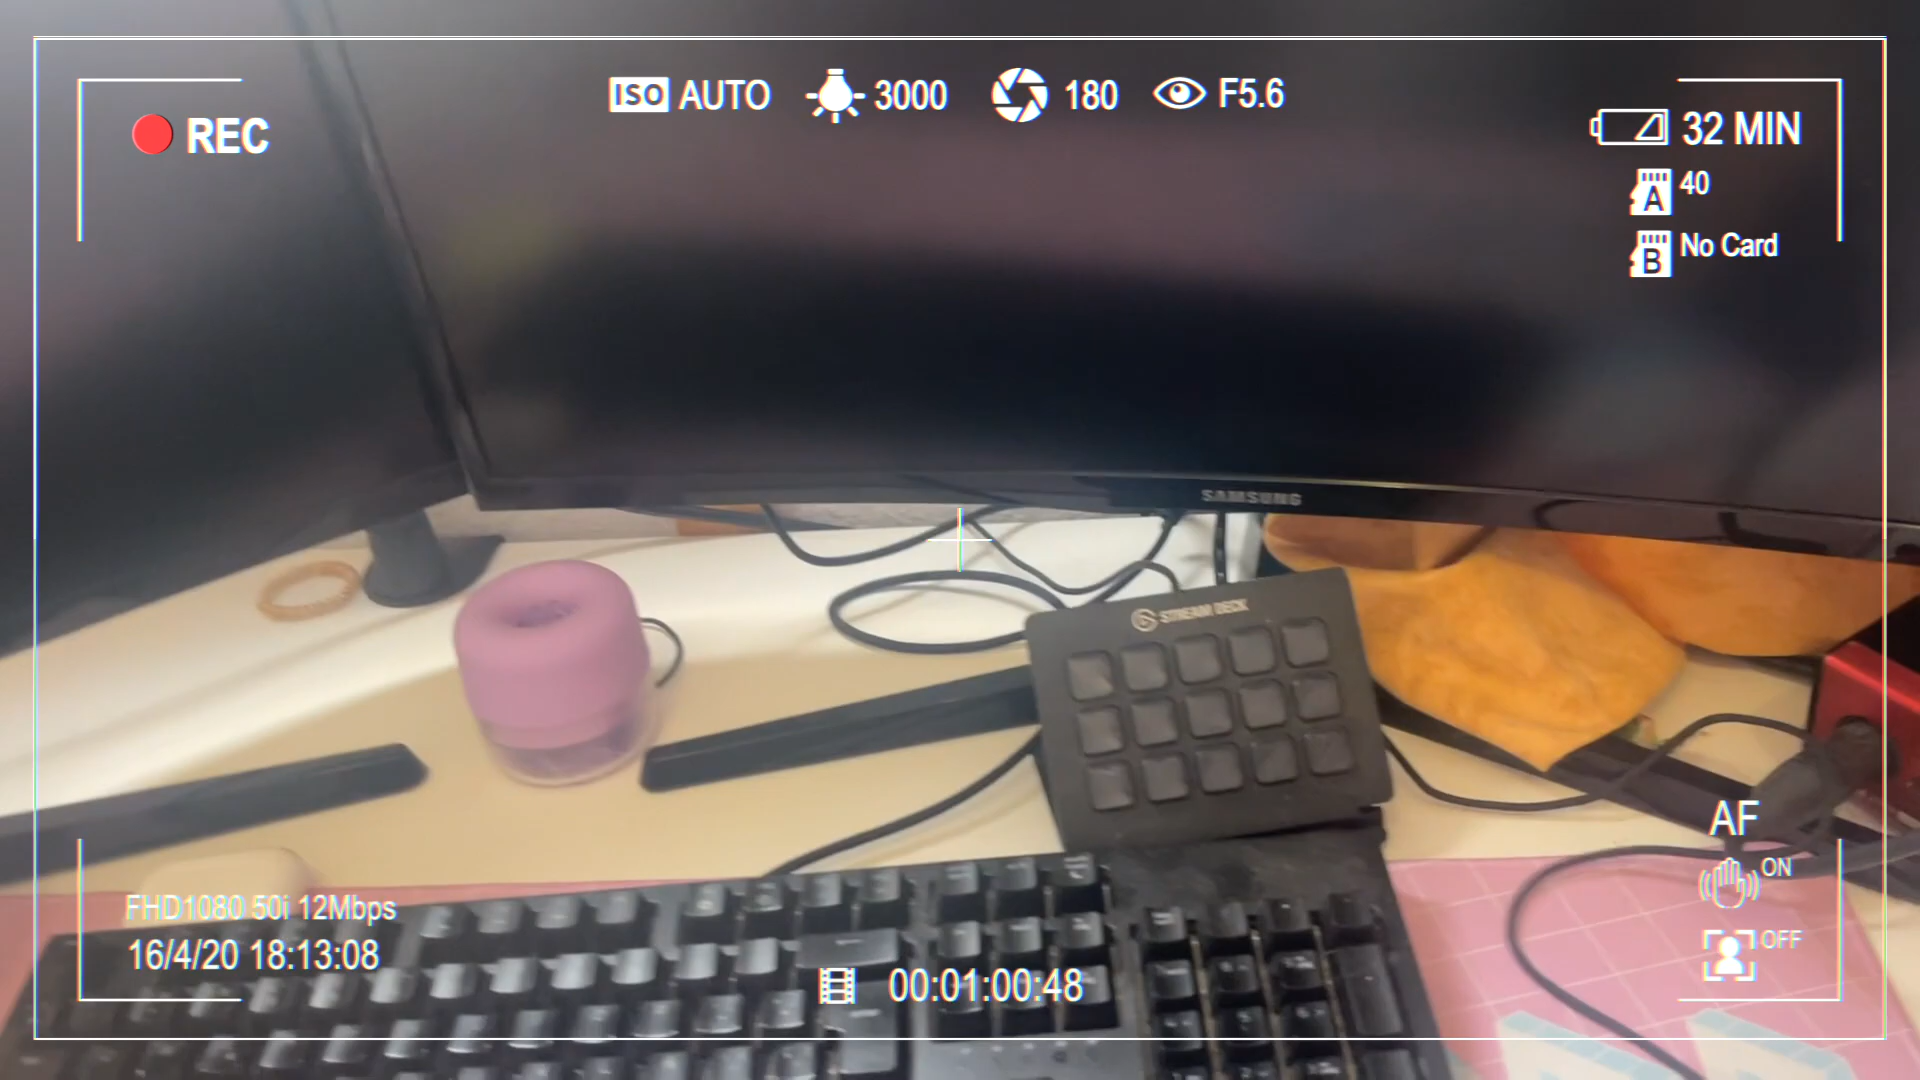 ISO AUTO 3000 180 F5.6
REC
32 MIN
A 40
B No Card
SAMSUNG
STREAM DECK
AF
ON
OFF
FHD1080 50i 12Mbps
16/4/20 18:13:08
00:01:00:48